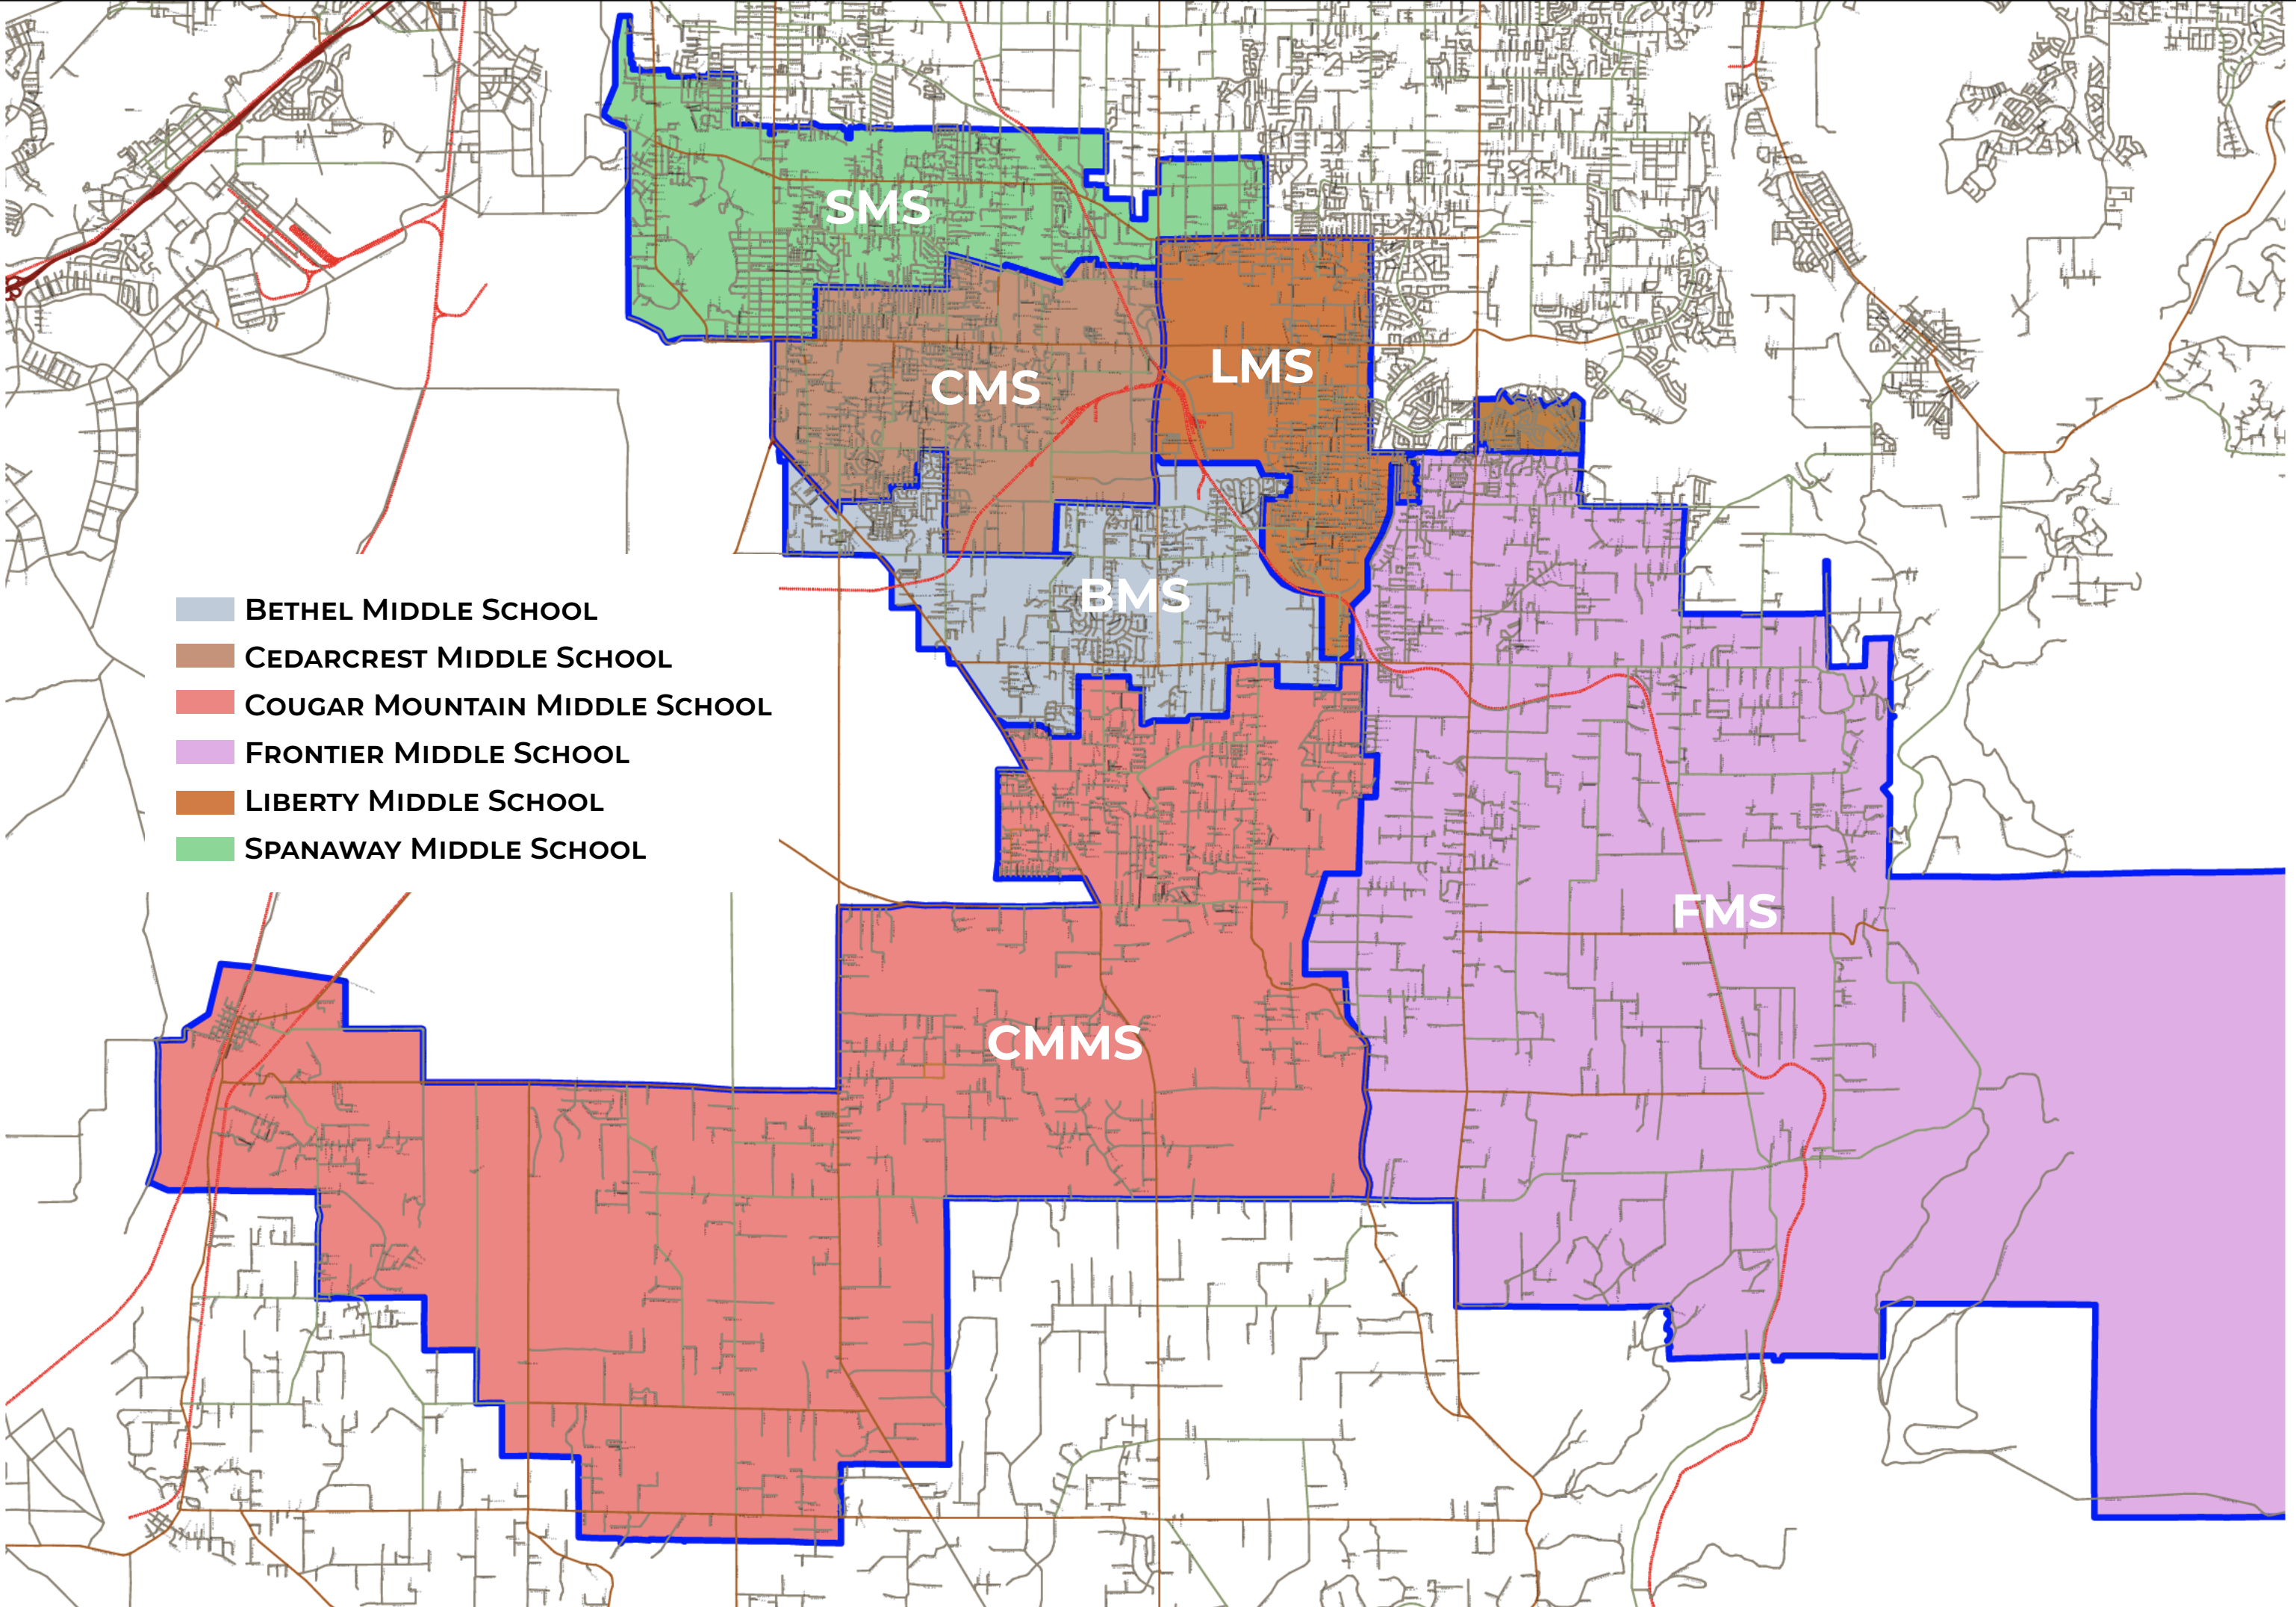 SMS
CMS
LMS
BMS
Bethel Middle School
Cedarcrest Middle School
Cougar Mountain Middle School
Frontier Middle School
Liberty Middle School
Spanaway Middle School
FMS
CMMS